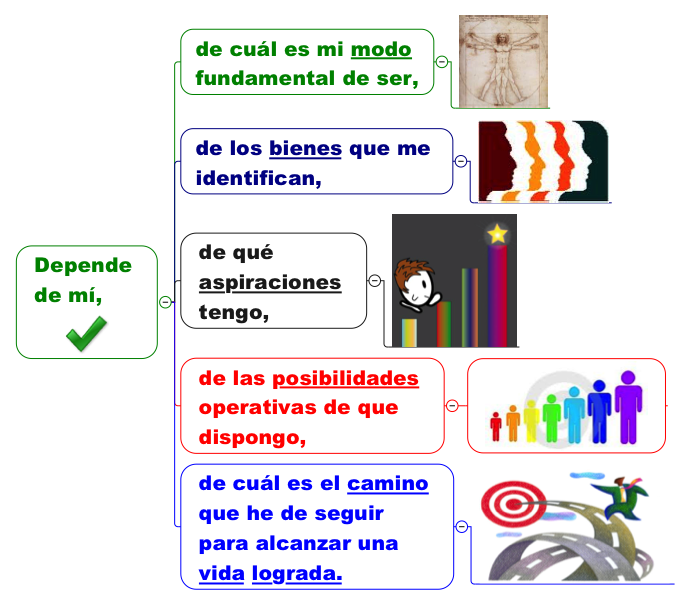 de cuál es mi modo
fundamental de ser,
de los bienes que me
identifican,
Depende
de mí,
de qué
aspiraciones
tengo,
de las posibilidades
operativas de que
dispongo,
de cuál es el camino
que he de seguir
para alcanzar una
vida lograda.